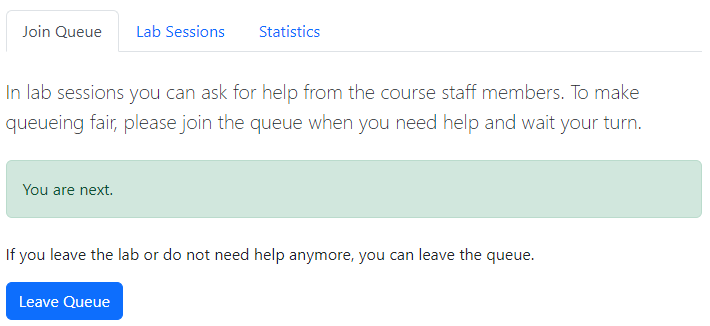 Join Queue Lab Sessions Statistics
In lab sessions you can ask for help from the course staff members. To make
queueing fair, please join the queue when you need help and wait your turn.
You are next.
If you leave the lab or do not need help anymore, you can leave the queue.
Leave Queue